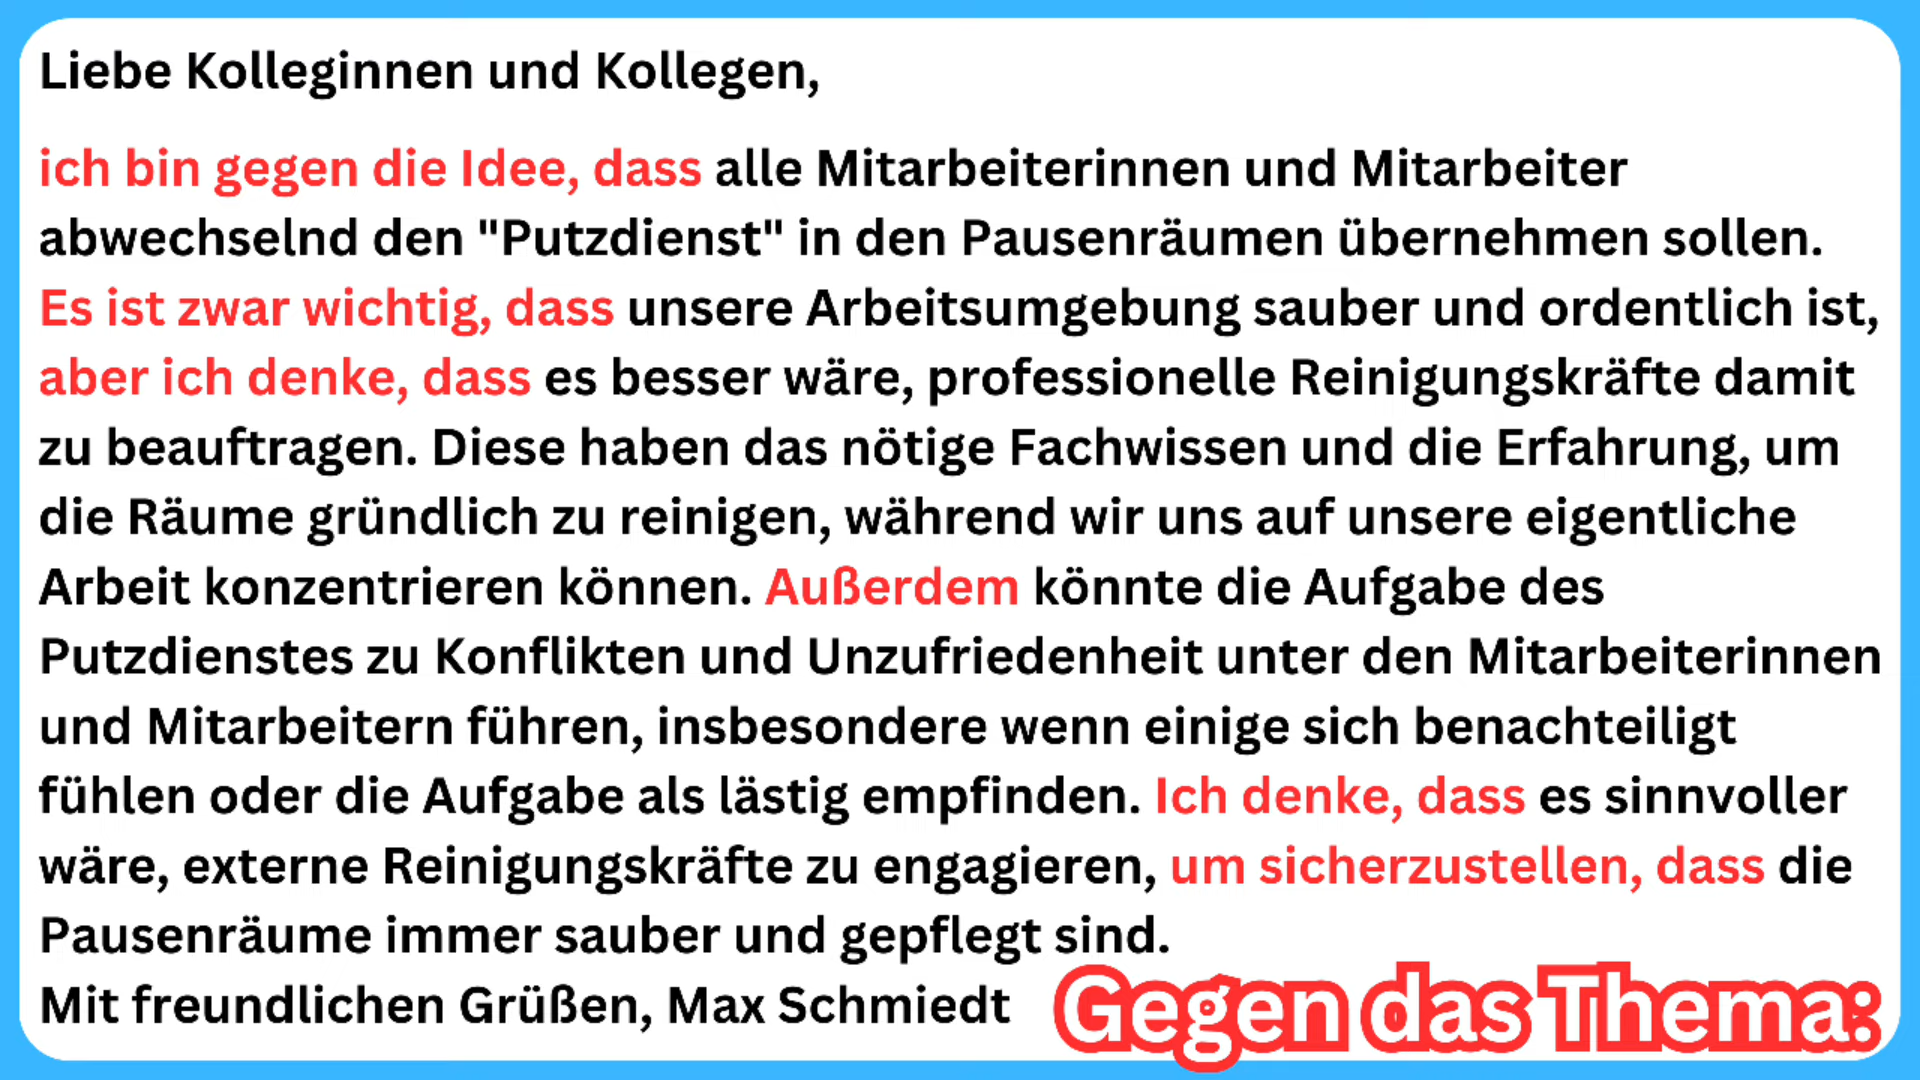 Liebe Kolleginnen und Kollegen,
ich bin gegen die Idee, dass alle Mitarbeiterinnen und Mitarbeiter
abwechselnd den "Putzdienst" in den Pausenräumen übernehmen sollen.
Es ist zwar wichtig, dass unsere Arbeitsumgebung sauber und ordentlich ist,
aber ich denke, dass es besser wäre, professionelle Reinigungskräfte damit
zu beauftragen. Diese haben das nötige Fachwissen und die Erfahrung, um
die Räume gründlich zu reinigen, während wir uns auf unsere eigentliche
Arbeit konzentrieren können. Außerdem könnte die Aufgabe des
Putzdienstes zu Konflikten und Unzufriedenheit unter den Mitarbeiterinnen
und Mitarbeitern führen, insbesondere wenn einige sich benachteiligt
fühlen oder die Aufgabe als lästig empfinden. Ich denke, dass es sinnvoller
wäre, externe Reinigungskräfte zu engagieren, um sicherzustellen, dass die
Pausenräume immer sauber und gepflegt sind.
Mit freundlichen Grüßen, Max Schmiedt
Gegen das Thema: